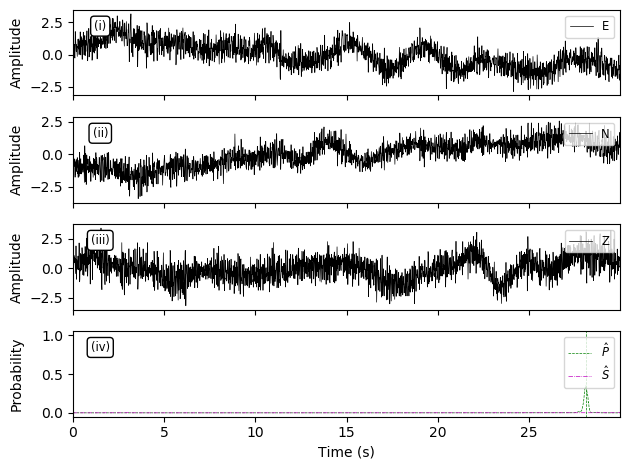 (i)
E
Amplitude
2.5
0.0
−2.5
(ii)
N
Amplitude
2.5
0.0
−2.5
(iii)
Z
Amplitude
2.5
0.0
−2.5
(iv)
P̂
Ŝ
Probability
1.0
0.5
0.0
0 5 10 15 20 25
Time (s)